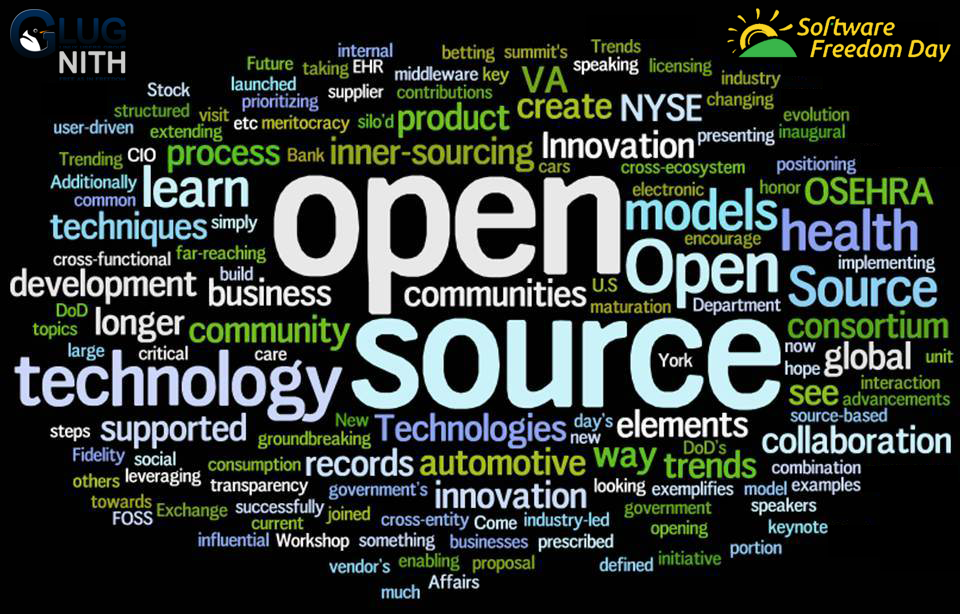 GLUG
NITH
Software
Freedom Day
internal betting summit's Trends
Future taking EHR middleware key VA speaking licensing
Stock launched supplier contributions industry
structured visit prioritizing create NYSE changing
user-driven extending etc meritocracy silo'd product evolution
Trending CIO process Bank inner-sourcing Innovation presenting inaugural
cars cross-ecosystem positioning
Additionally learn open electronic honor OSEHRA
common models
techniques simply encourage health
cross-functional far-reaching Open implementing
development build business communities U.S Source
maturation Department
DoD longer community source consortium
topics now
large critical care York hope global unit
technology see interaction
advancements
New Technologies day's elements source-based
steps supported groundbreaking new collaboration
Fidelity social consumption records automotive way DoD's trends combination
others leveraging transparency government's innovation looking exemplifies model examples
towards Exchange successfully joined government speakers
FOSS current cross-entity Come industry-led opening keynote
influential Workshop something businesses prescribed portion
vendor's enabling proposal defined initiative
much Affairs